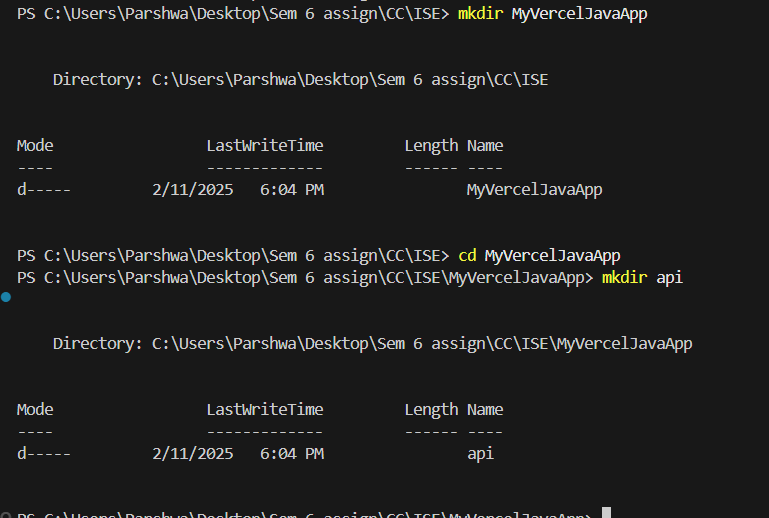 PS C:\Users\Parshwa\Desktop\Sem 6 assign\CC\ISE> mkdir MyVercelJavaApp
Directory: C:\Users\Parshwa\Desktop\Sem 6 assign\CC\ISE
Mode LastWriteTime Length Name
---- ------------- ------ ----
d----- 2/11/2025 6:04 PM MyVercelJavaApp
PS C:\Users\Parshwa\Desktop\Sem 6 assign\CC\ISE> cd MyVercelJavaApp
PS C:\Users\Parshwa\Desktop\Sem 6 assign\CC\ISE\MyVercelJavaApp> mkdir api
Directory: C:\Users\Parshwa\Desktop\Sem 6 assign\CC\ISE\MyVercelJavaApp
Mode LastWriteTime Length Name
---- ------------- ------ ----
d----- 2/11/2025 6:04 PM api
PS C:\Users\Parshwa\Desktop\Sem 6 assign\CC\ISE\MyVercelJavaApp>